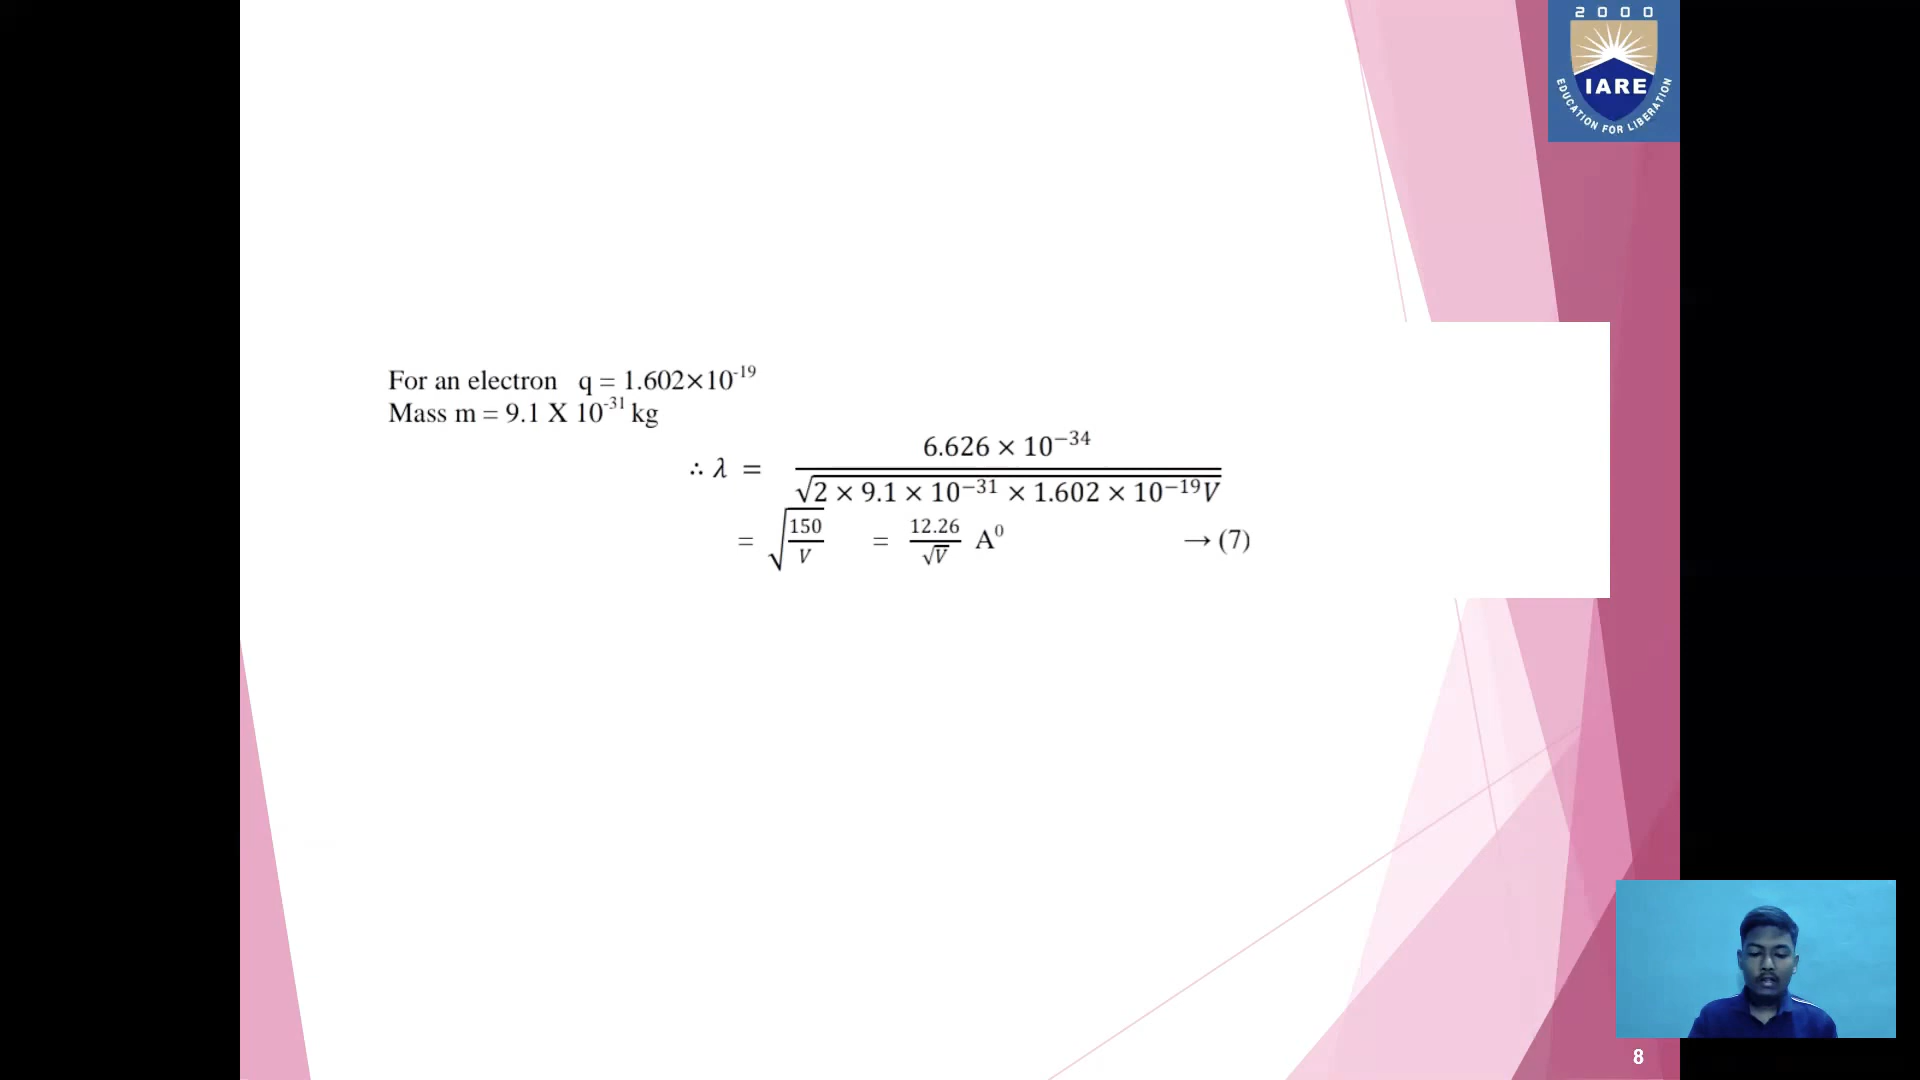 2000
IARE
EDUCATION FOR LIBERATION
For an electron q = 1.602×10⁻¹⁹
Mass m = 9.1 X 10⁻³¹ kg
∴ λ = 6.626 × 10⁻³⁴ / √(2 × 9.1 × 10⁻³¹ × 1.602 × 10⁻¹⁹V)
= √(150/V) = 12.26/√V A⁰ → (7)
8